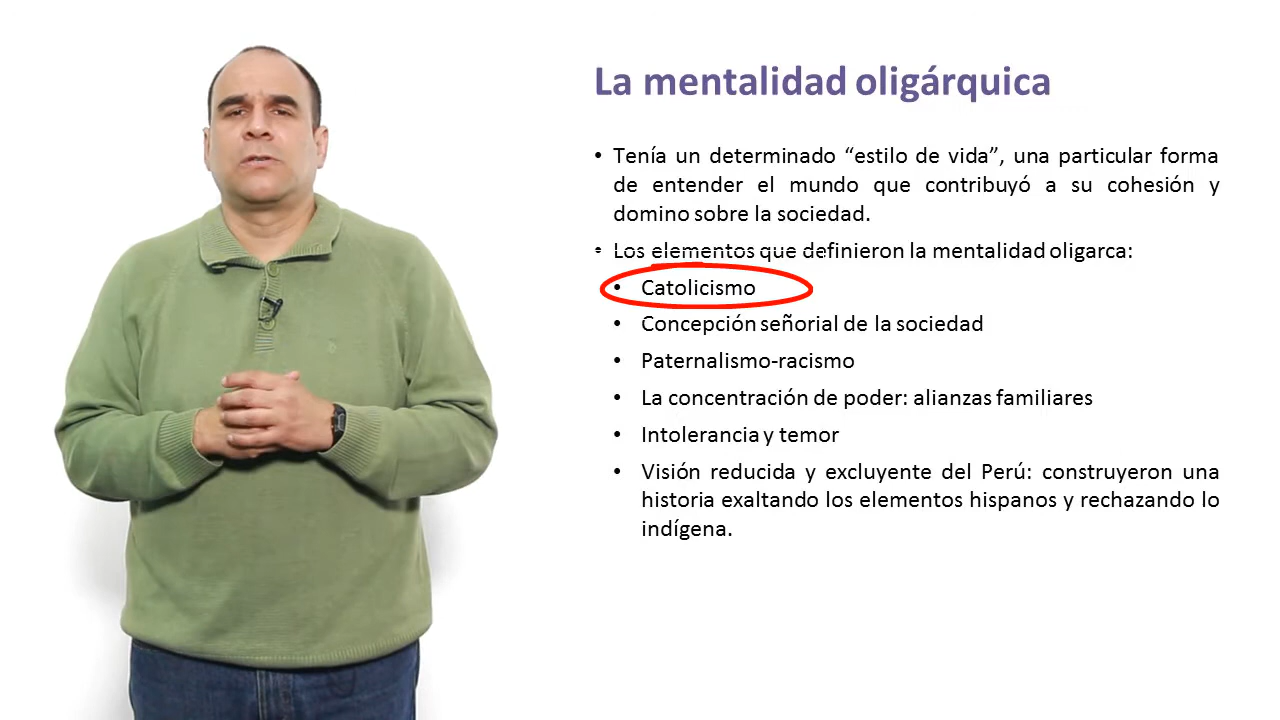 La mentalidad oligárquica
• Tenía un determinado “estilo de vida”, una particular forma
de entender el mundo que contribuyó a su cohesión y
domino sobre la sociedad.
• Los elementos que definieron la mentalidad oligarca:
• Catolicismo
• Concepción señorial de la sociedad
• Paternalismo-racismo
• La concentración de poder: alianzas familiares
• Intolerancia y temor
• Visión reducida y excluyente del Perú: construyeron una
historia exaltando los elementos hispanos y rechazando lo
indígena.